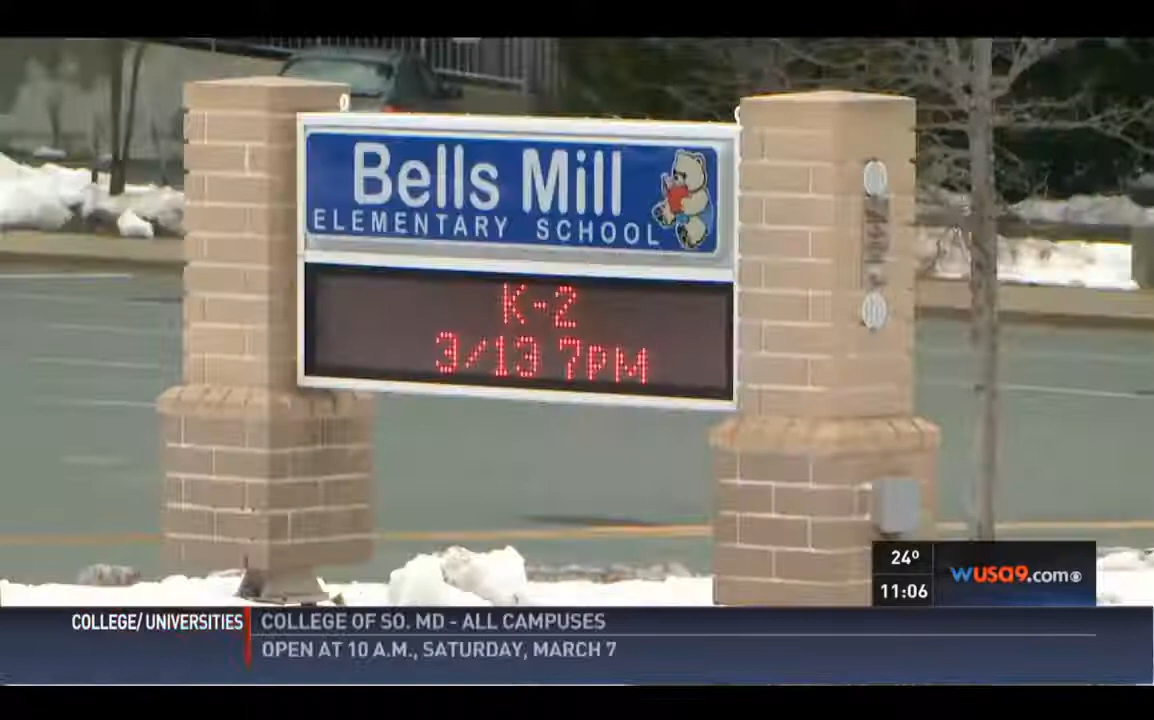 Bells Mill
ELEMENTARY SCHOOL
K-2
3/13 7PM
24°
11:06
wusa9.com
COLLEGE/ UNIVERSITIES
COLLEGE OF SO. MD - ALL CAMPUSES
OPEN AT 10 A.M., SATURDAY, MARCH 7